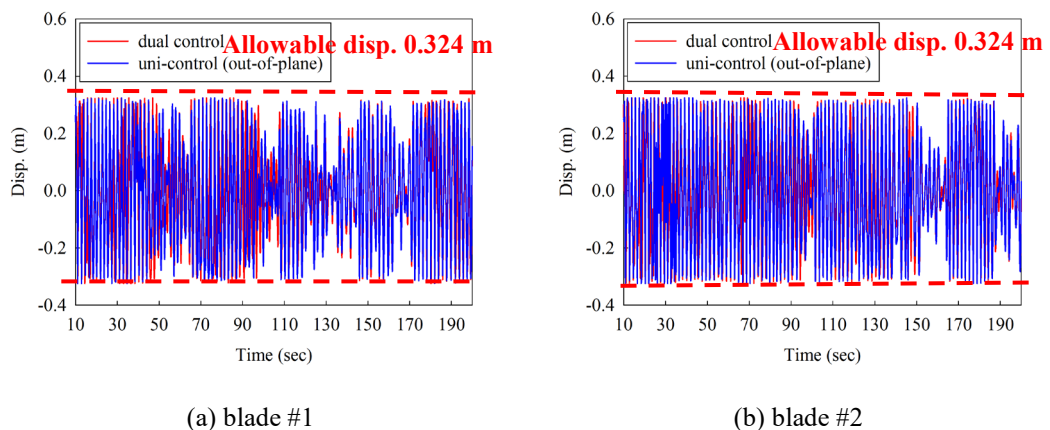 0.6
dual control
Allowable disp. 0.324 m
uni-control (out-of-plane)
0.4
0.2
0.0
-0.2
-0.4
Disp. (m)
10 30 50 70 90 110 130 150 170 190
Time (sec)
(a) blade #1
0.6
dual control
Allowable disp. 0.324 m
uni-control (out-of-plane)
0.4
0.2
0.0
-0.2
-0.4
Disp. (m)
10 30 50 70 90 110 130 150 170 190
Time (sec)
(b) blade #2